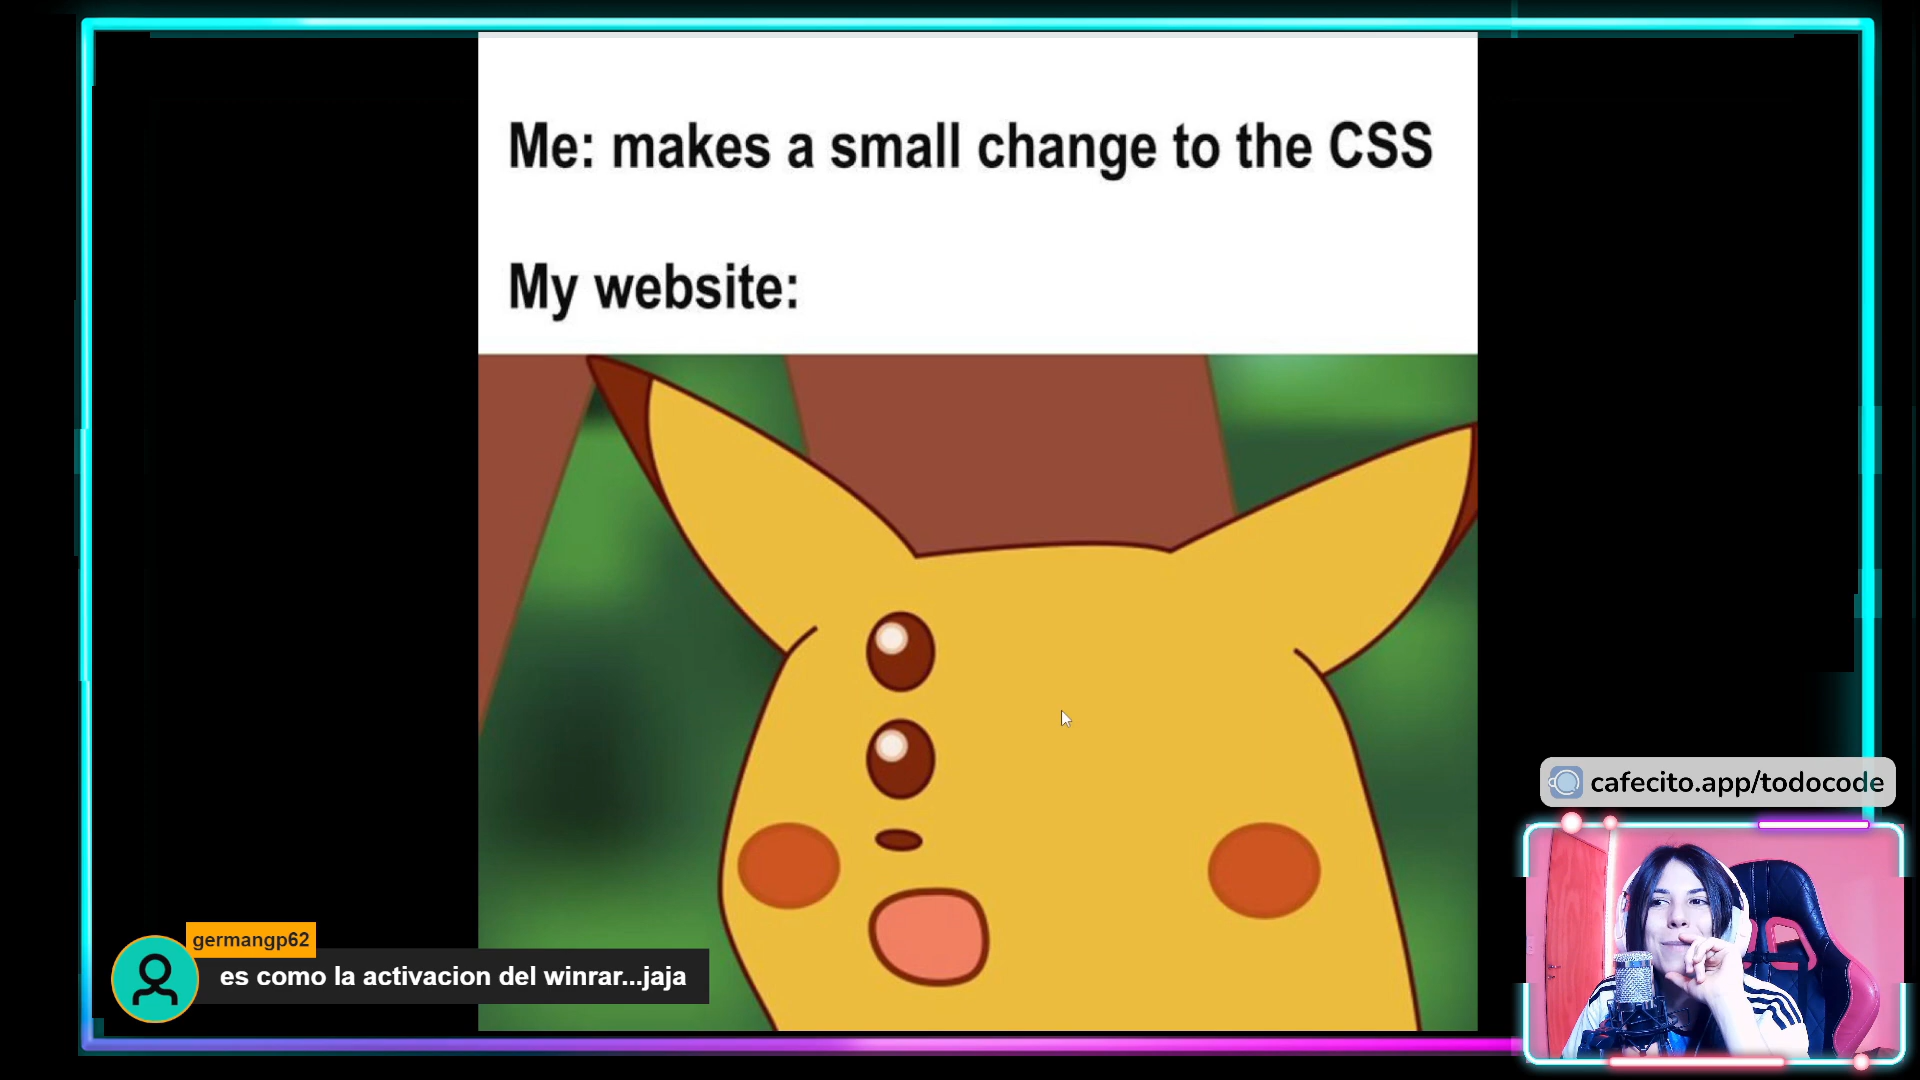 Me: makes a small change to the CSS
My website:
cafecito.app/todocode
germangp62
es como la activacion del winrar...jaja